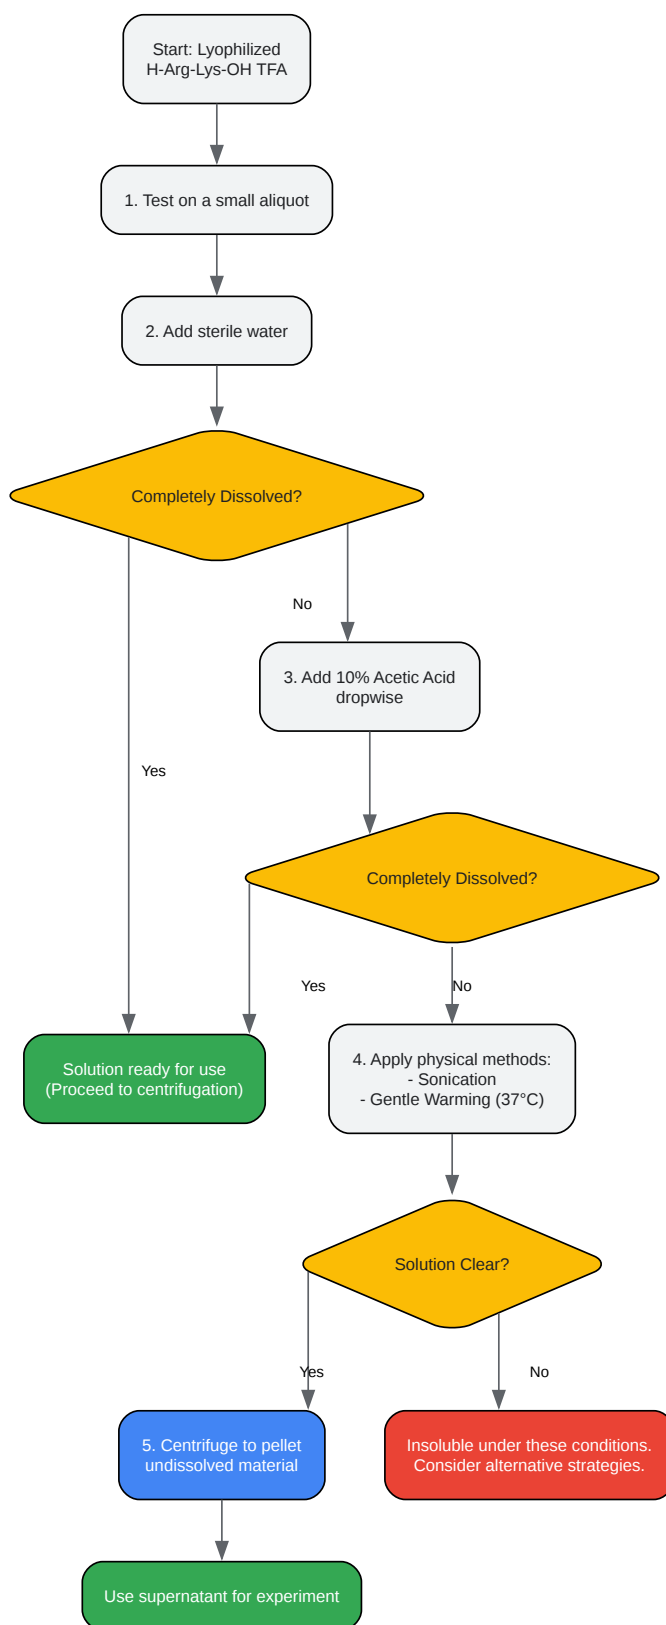 Start: Lyophilized
H-Arg-Lys-OH TFA
1. Test on a small aliquot
2. Add sterile water
Completely Dissolved?
No
3. Add 10% Acetic Acid
dropwise
Yes
Completely Dissolved?
Yes
No
Solution ready for use
(Proceed to centrifugation)
4. Apply physical methods:
- Sonication
- Gentle Warming (37°C)
Solution Clear?
Yes
No
5. Centrifuge to pellet
undissolved material
Insoluble under these conditions.
Consider alternative strategies.
Use supernatant for experiment